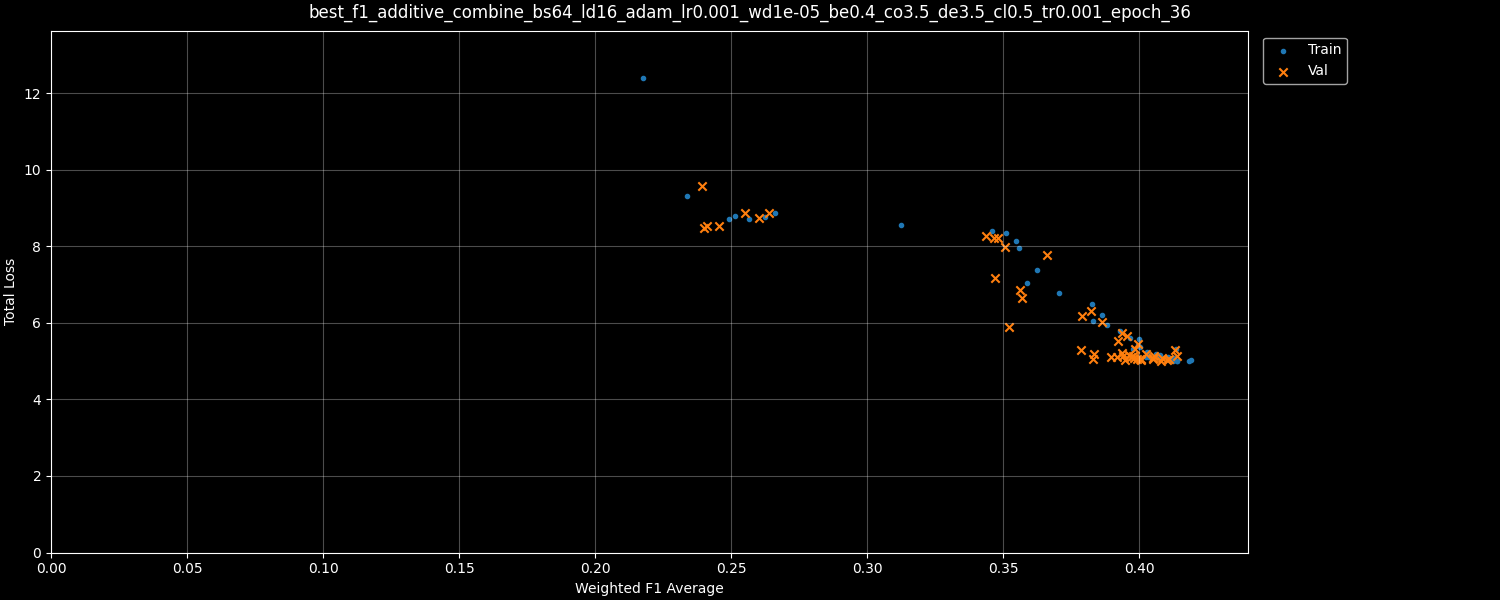 best_f1_additive_combine_bs64_ld16_adam_lr0.001_wd1e-05_be0.4_co3.5_de3.5_cl0.5_tr0.001_epoch_36
Train
Val
12
10
8
6
4
2
0
Total Loss
0.00 0.05 0.10 0.15 0.20 0.25 0.30 0.35 0.40
Weighted F1 Average